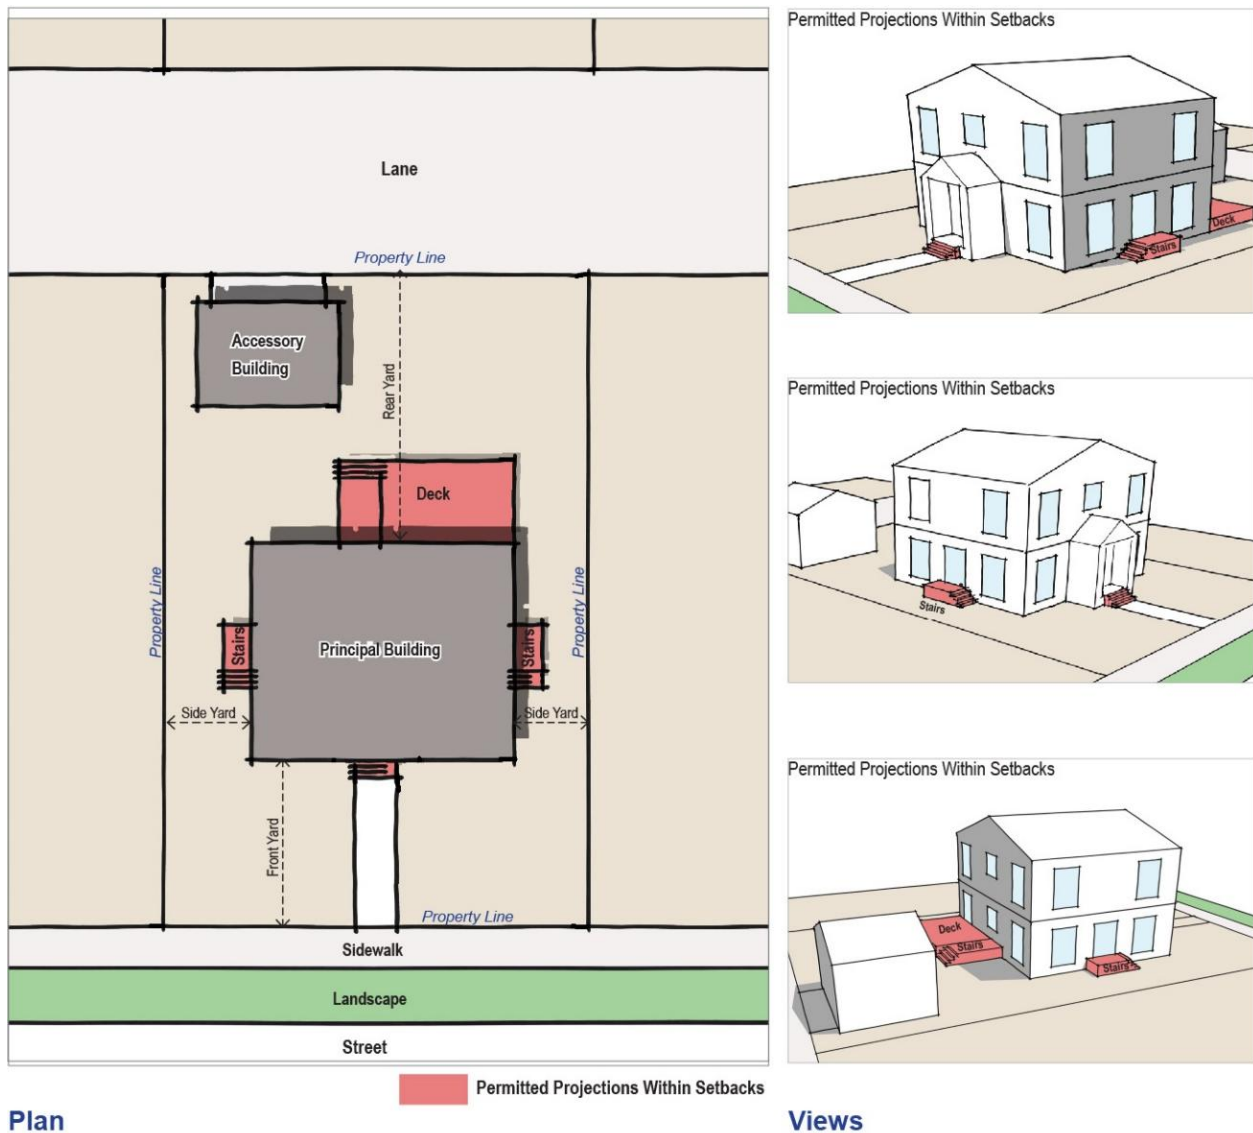 Lane
Property Line
Accessory
Building
Rear Yard
Deck
Property Line
Stairs
Principal Building
Stairs
Property Line
Side Yard
Side Yard
Front Yard
Property Line
Sidewalk
Landscape
Street
Permitted Projections Within Setbacks
Plan
Permitted Projections Within Setbacks
Deck
Stairs
Permitted Projections Within Setbacks
Stairs
Permitted Projections Within Setbacks
Deck
Stairs
Stairs
Views